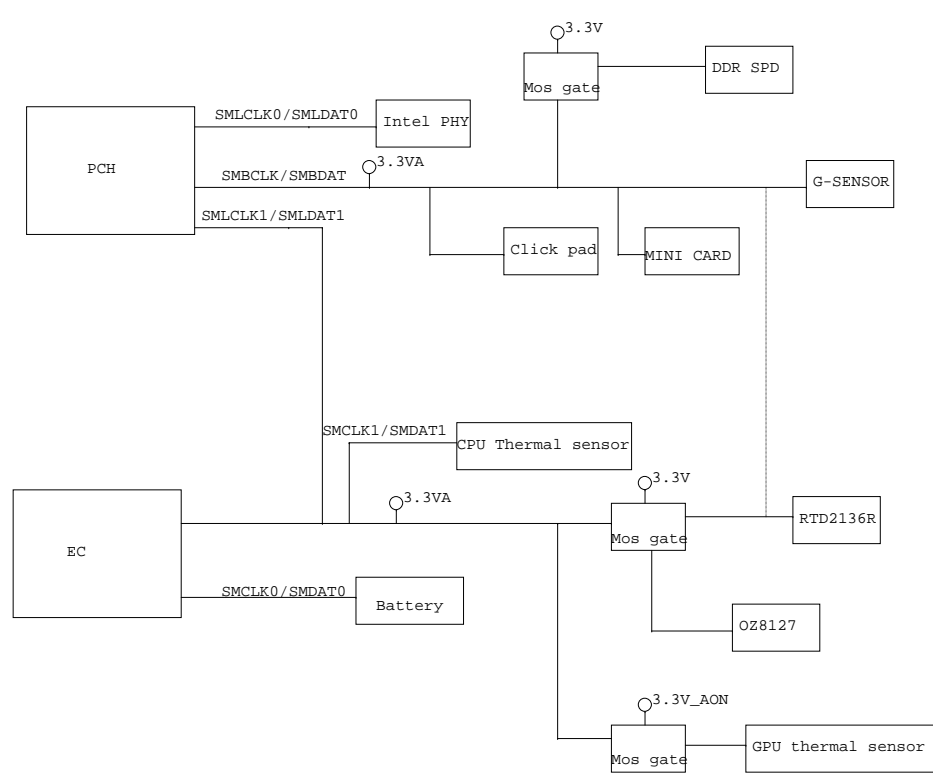 3.3V
DDR SPD
Mos gate
SMLCLK0/SMLDAT0
Intel PHY
PCH
3.3VA
SMBCLK/SMBDAT
G-SENSOR
SMLCLK1/SMLDAT1
Click pad
MINI CARD
SMCLK1/SMDAT1
CPU Thermal sensor
3.3V
3.3VA
RTD2136R
Mos gate
EC
SMCLK0/SMDAT0
Battery
OZ8127
3.3V_AON
GPU thermal sensor
Mos gate